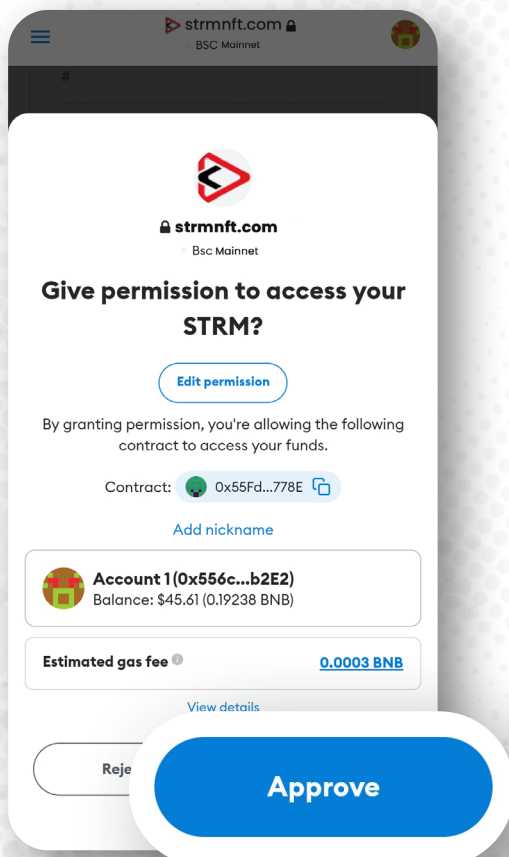 strmnft.com
BSC Mainnet
#
strmnft.com
Bsc Mainnet
Give permission to access your
STRM?
Edit permission
By granting permission, you're allowing the following
contract to access your funds.
Contract: 0x55Fd...778E
Add nickname
Account 1 (0x556c...b2E2)
Balance: $45.61 (0.19238 BNB)
Estimated gas fee 0.0003 BNB
View details
Reje
Approve